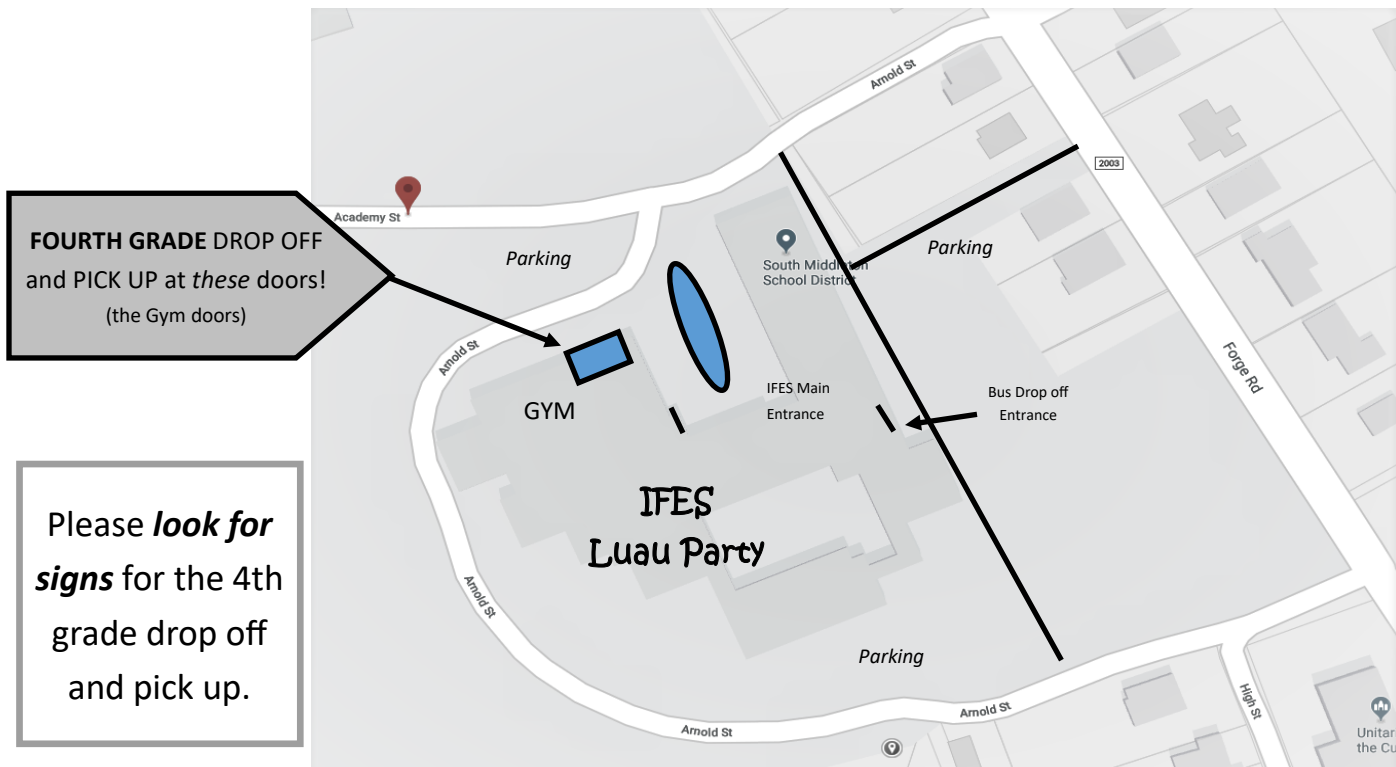 FOURTH GRADE DROP OFF
and PICK UP at these doors!
(the Gym doors)
Please look for
signs for the 4th
grade drop off
and pick up.
Arnold St
2003
Academy St
Parking
South Middleton
School District
Parking
Arnold St
Forge Rd
GYM
IFES Main
Entrance
Bus Drop off
Entrance
IFES
Luau Party
Arnold St
Parking
Arnold St
Arnold St
High St
Unitar
the Cu